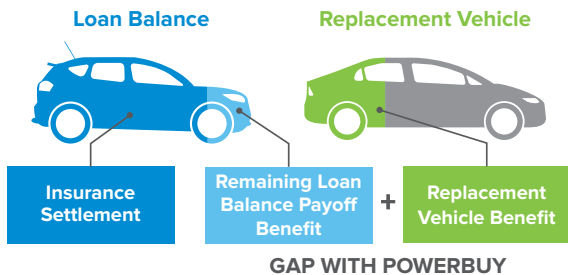 Loan Balance
Replacement Vehicle
Insurance
Settlement
Remaining Loan
Balance Payoff
Benefit
+
Replacement
Vehicle Benefit
GAP WITH POWERBUY